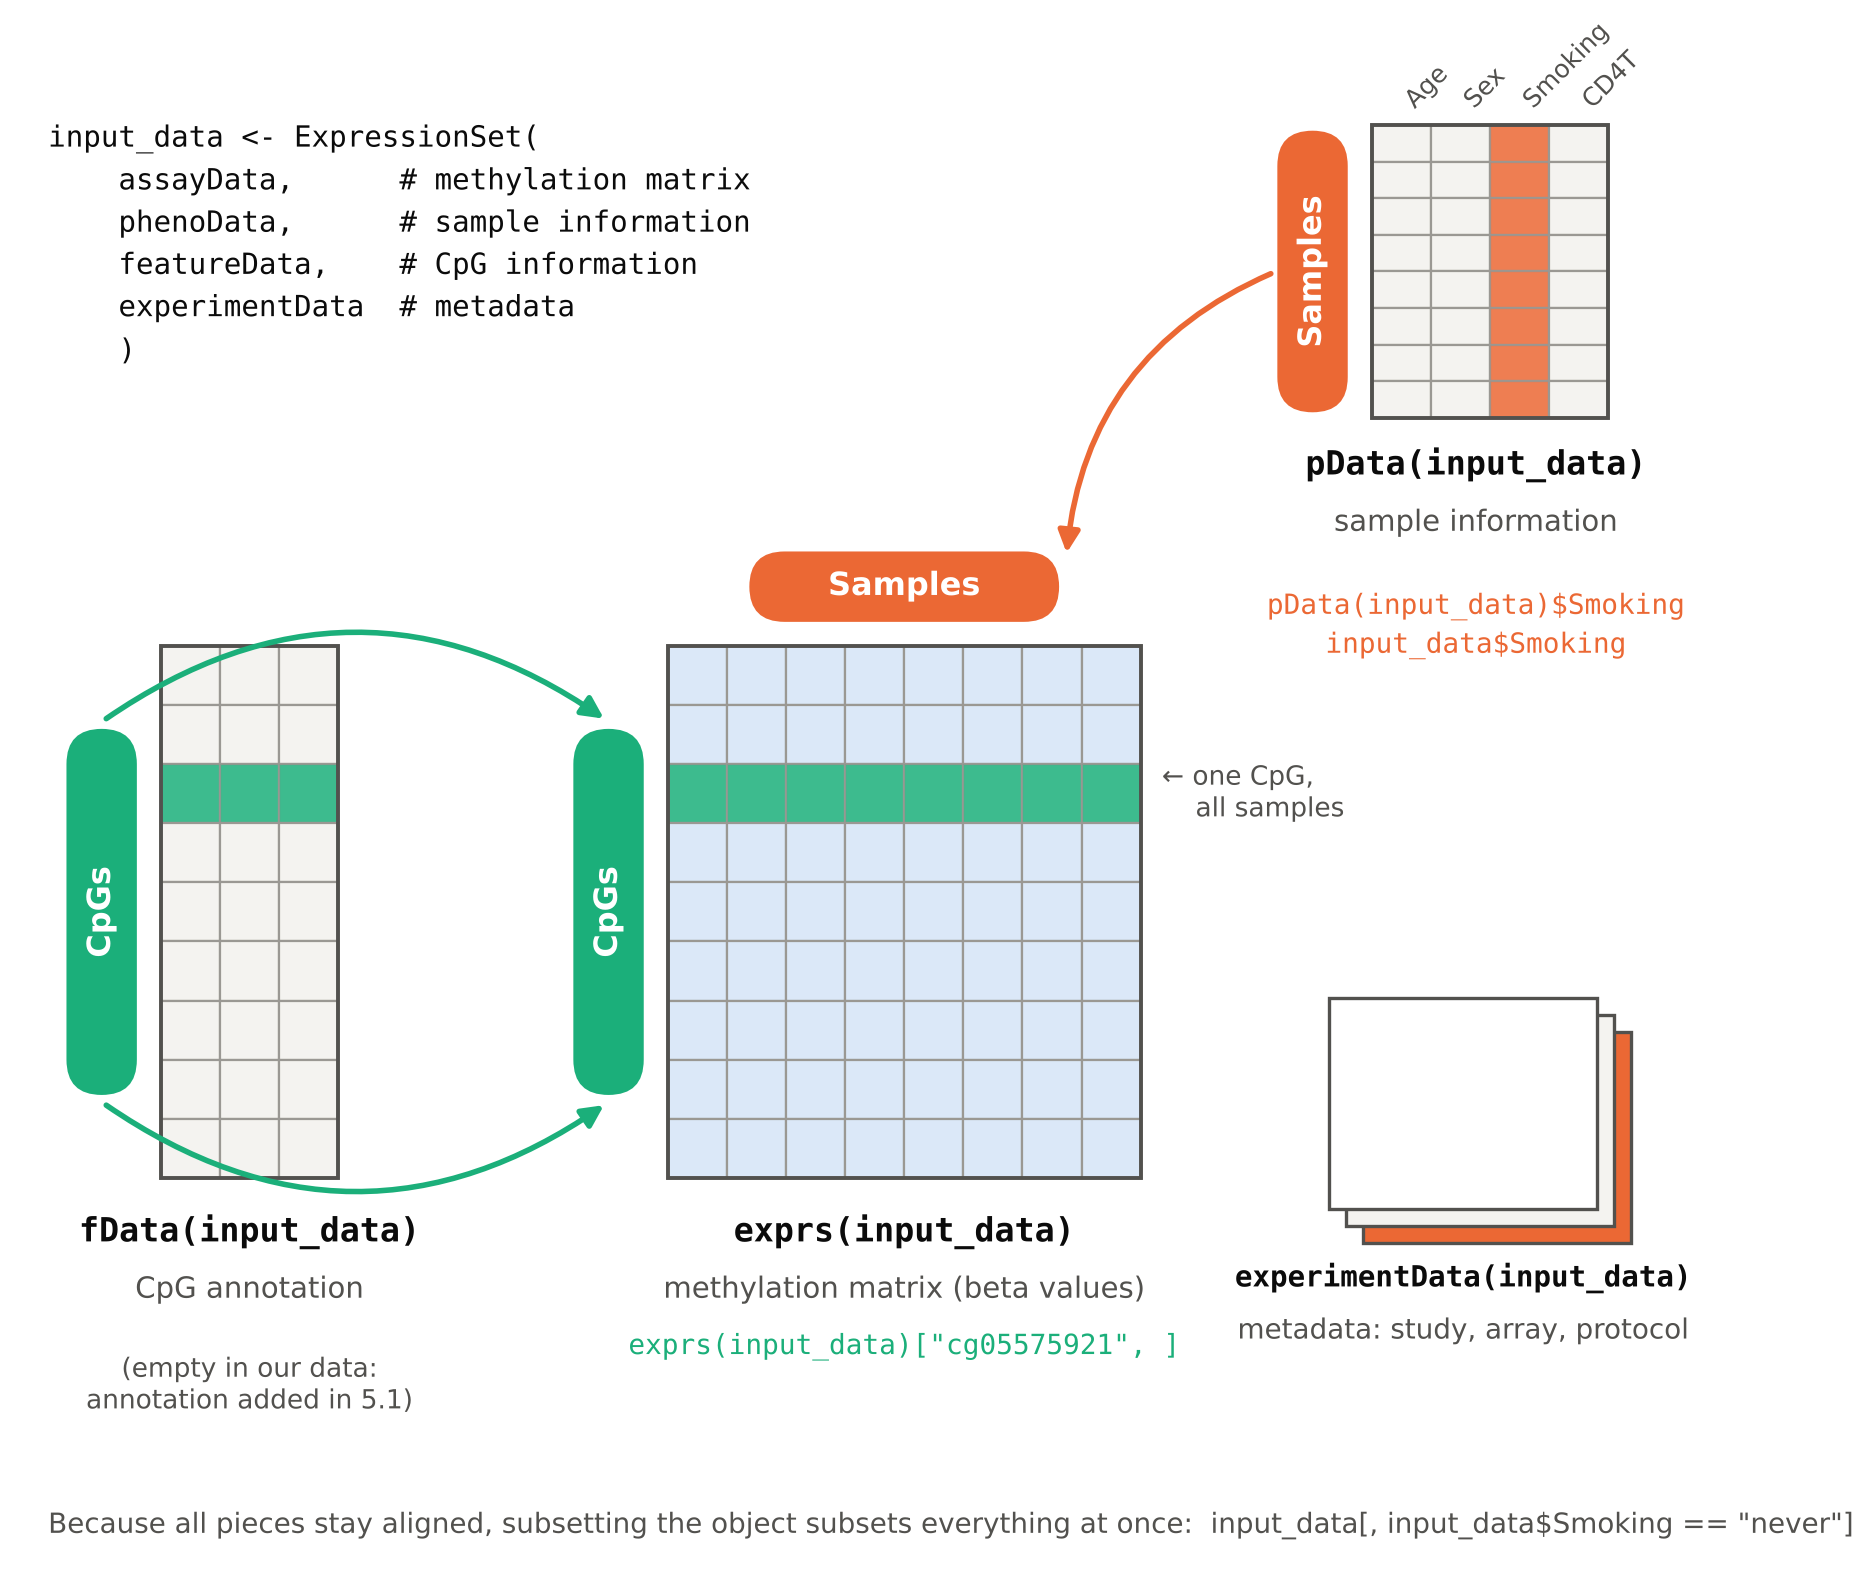 input_data <- ExpressionSet(
    assayData,      # methylation matrix
    phenoData,      # sample information
    featureData,    # CpG information
    experimentData  # metadata
    )
Age
Sex
Smoking
CD4T
Samples
pData(input_data)
sample information
pData(input_data)$Smoking
input_data$Smoking
Samples
CpGs
CpGs
← one CpG,
all samples
fData(input_data)
CpG annotation
(empty in our data:
annotation added in 5.1)
exprs(input_data)
methylation matrix (beta values)
exprs(input_data)["cg05575921", ]
experimentData(input_data)
metadata: study, array, protocol
Because all pieces stay aligned, subsetting the object subsets everything at once:  input_data[, input_data$Smoking == "never"]